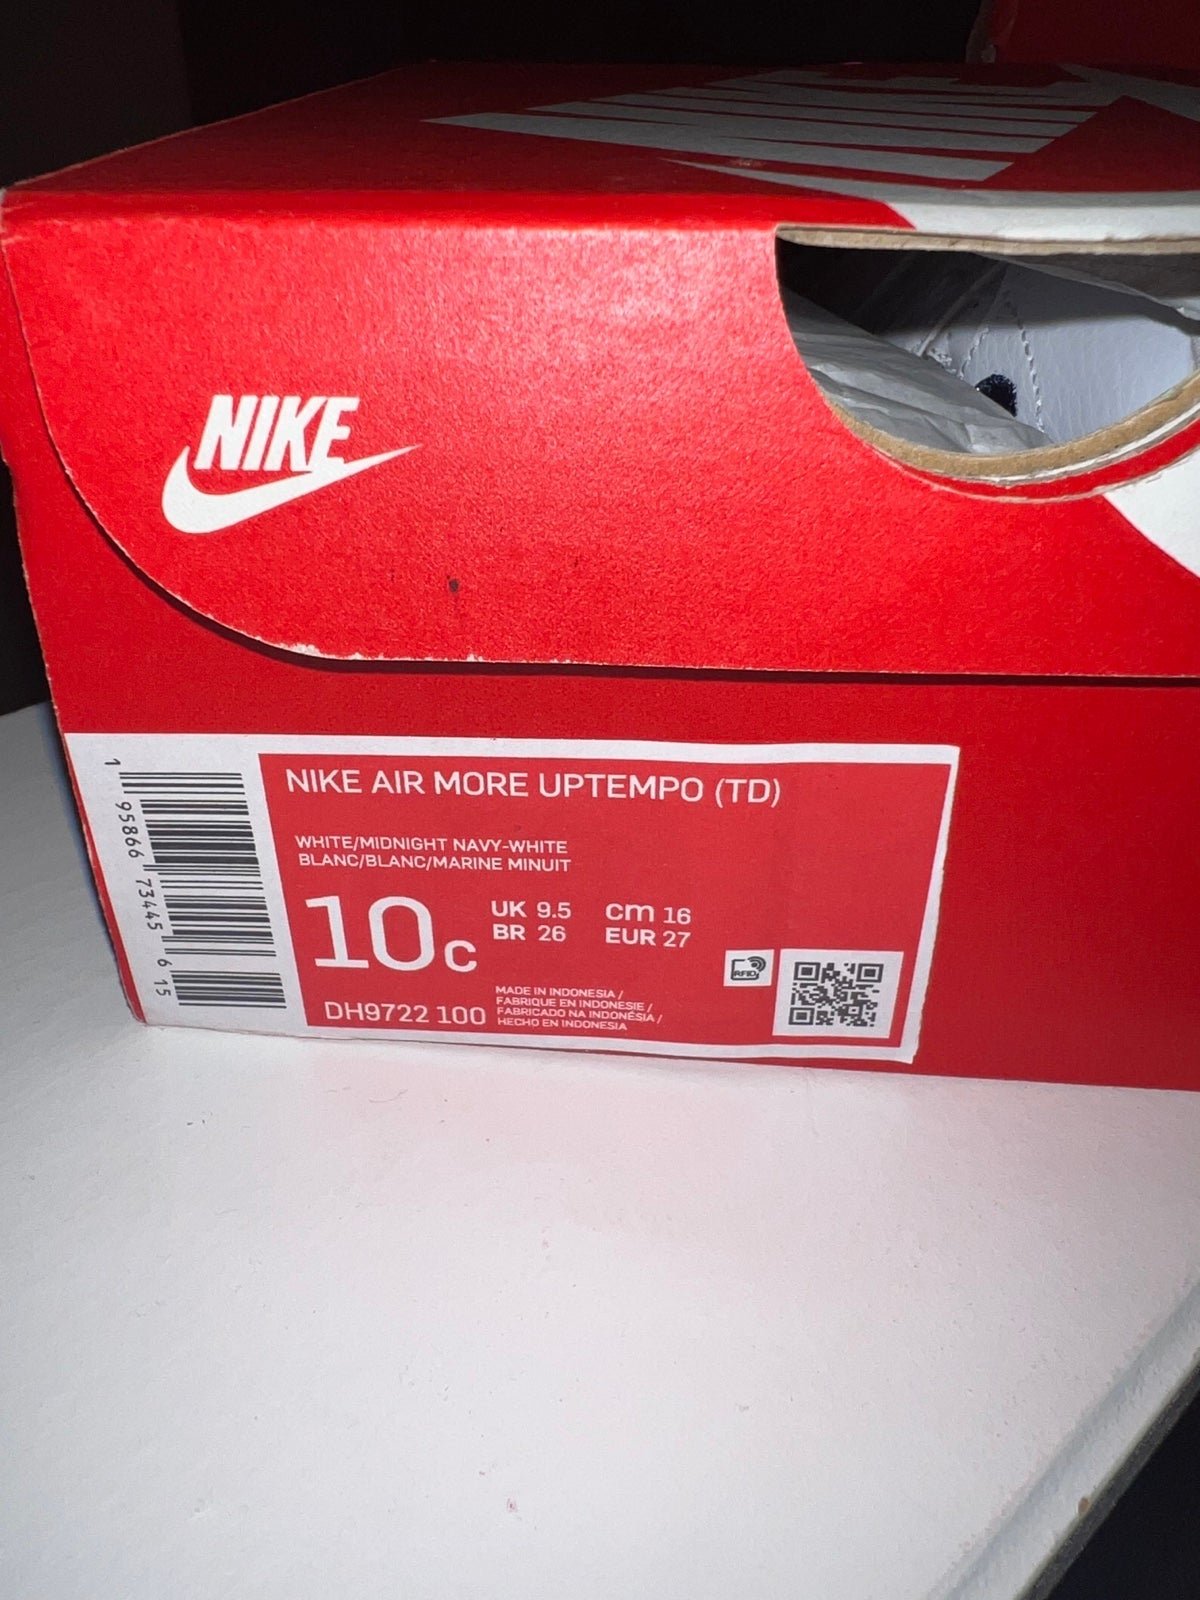 NIKE
NIKE AIR MORE UPTEMPO (TD)
WHITE/MIDNIGHT NAVY-WHITE
BLANC/BLANC/MARINE MINUIT
10C
UK 9.5 cm 16
BR 26 EUR 27
DH9722 100
MADE IN INDONESIA /
FABRIQUE EN INDONESIE /
FABRICADO NA INDONÉSIA /
HECHO EN INDONESIA
RFID
1 95866 73445 6 15